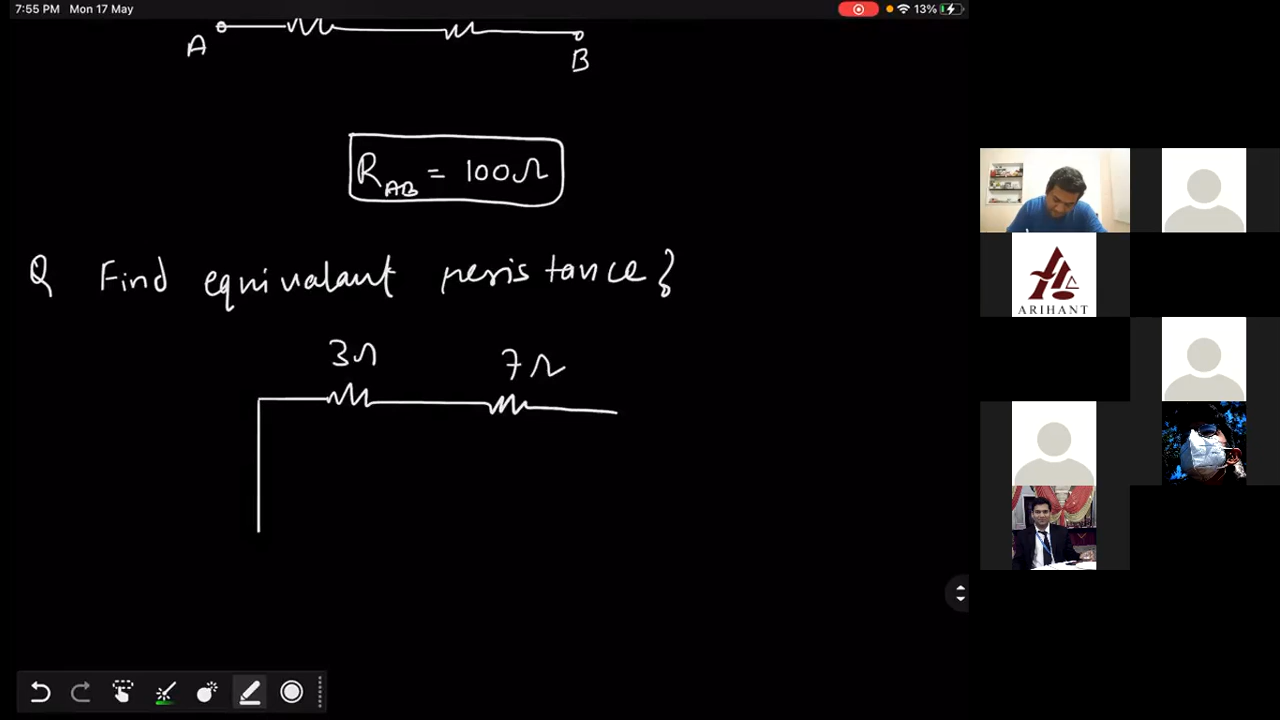 7:55 PM Mon 17 May
13%
A
B
R_AB = 100Ω
Q Find equivalant resistance?
3Ω 7Ω
ARIHANT